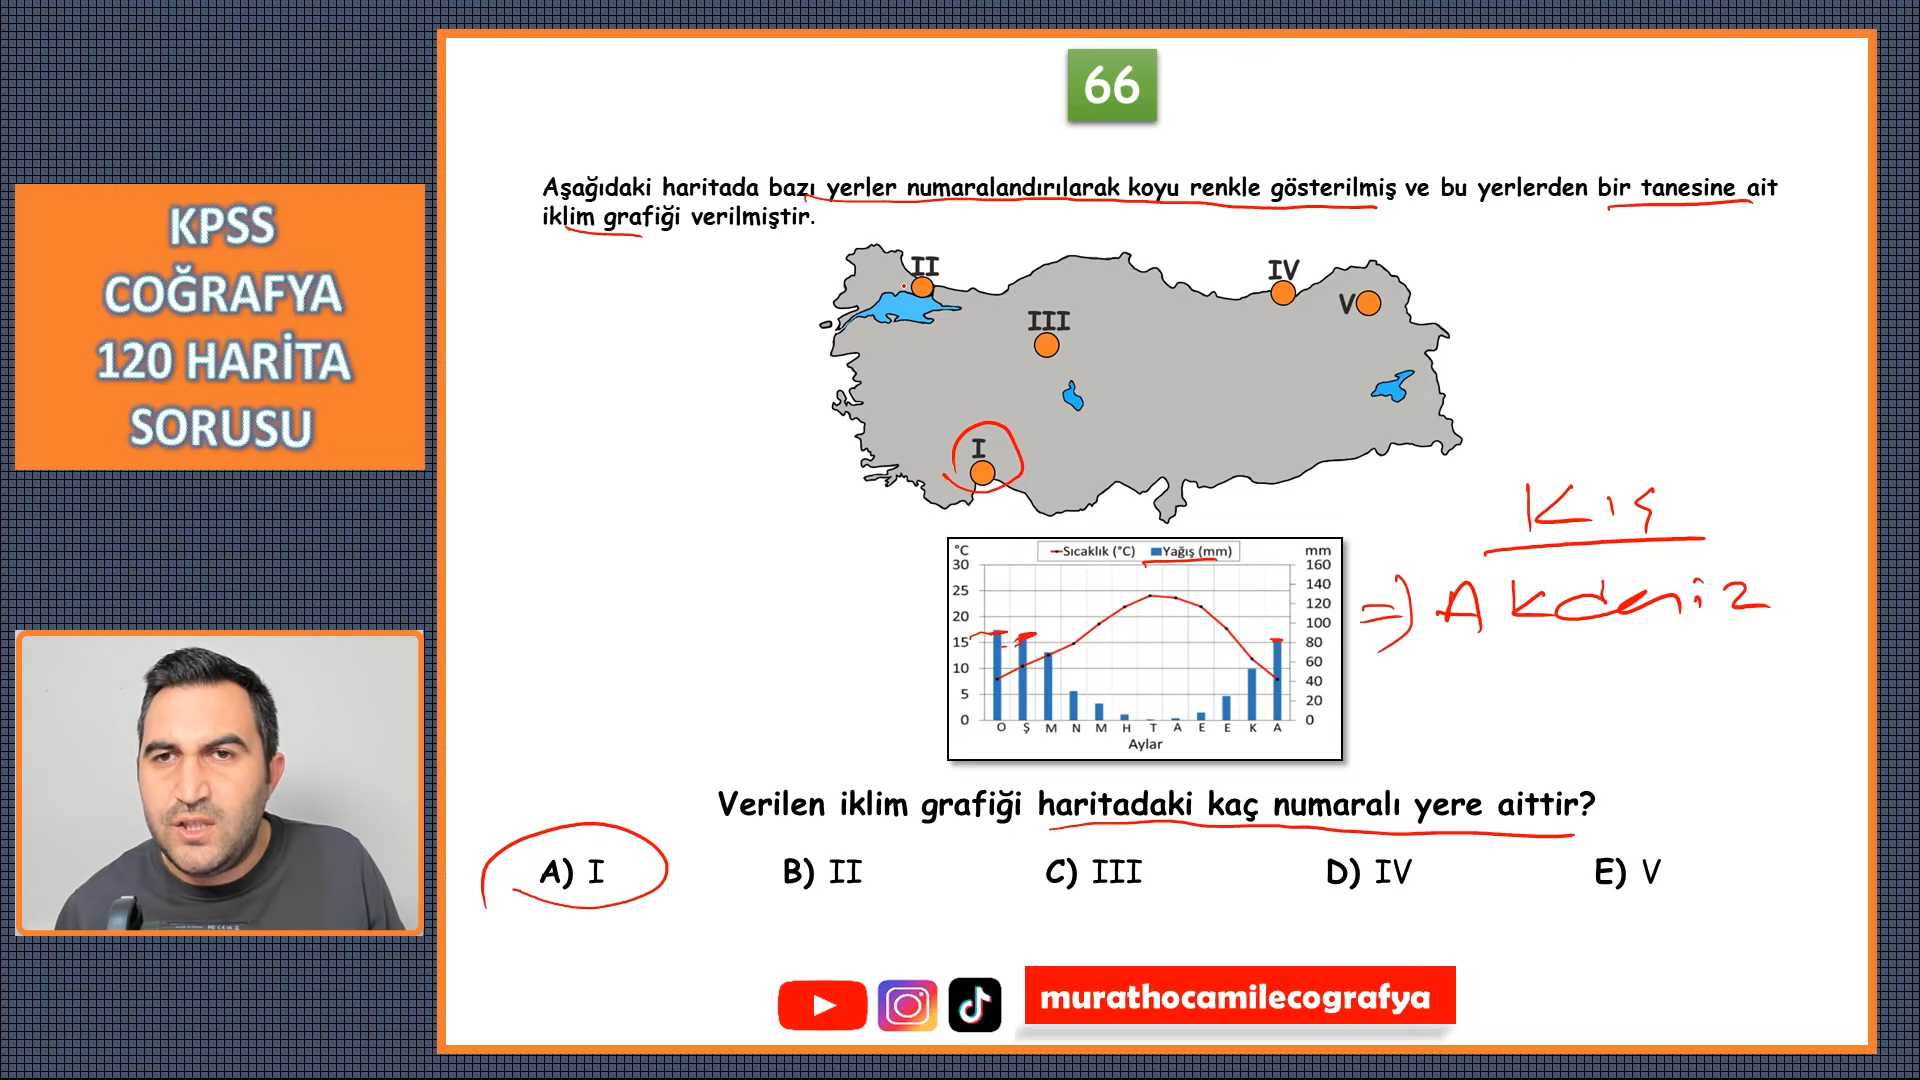 66
KPSS
COĞRAFYA
120 HARİTA
SORUSU
Aşağıdaki haritada bazı yerler numaralandırılarak koyu renkle gösterilmiş ve bu yerlerden bir tanesine ait
iklim grafiği verilmiştir.
II
IV
V
III
I
Kış
=) Akdeniz
°C
Sıcaklık (°C)
Yağış (mm)
mm
30
25
20
15
10
5
0
160
140
120
100
80
60
40
20
0
O Ş M N M H T A E E K A
Aylar
Verilen iklim grafiği haritadaki kaç numaralı yere aittir?
A) I
B) II
C) III
D) IV
E) V
murathocamilecografya